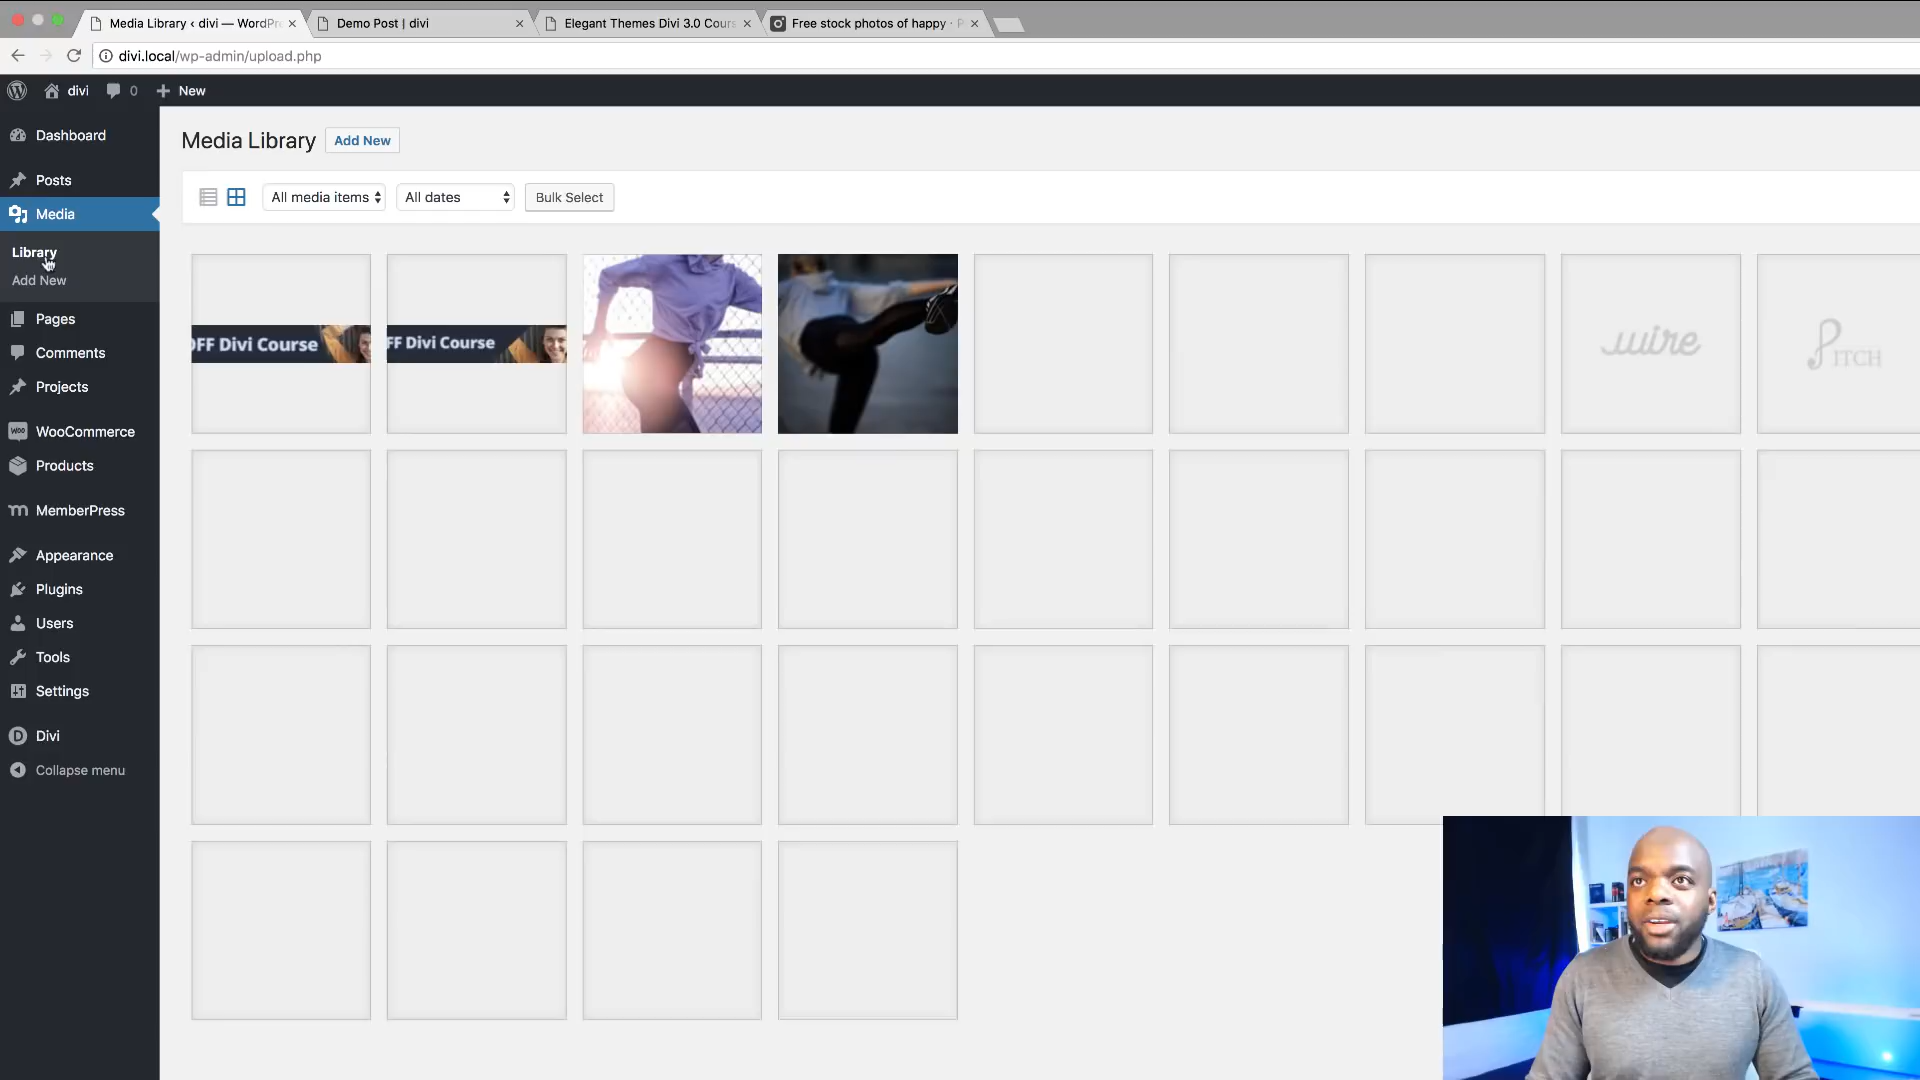 Media Library ‹ divi — WordPr
Demo Post | divi
Elegant Themes Divi 3.0 Cour
Free stock photos of happy · P
divi.local/wp-admin/upload.php
divi
0
New
Dashboard
Posts
Media
Library
Add New
Pages
Comments
Projects
WooCommerce
Products
MemberPress
Appearance
Plugins
Users
Tools
Settings
Divi
Collapse menu
Media Library
Add New
All media items
All dates
Bulk Select
OFF Divi Course
FF Divi Course
wire
PITCH